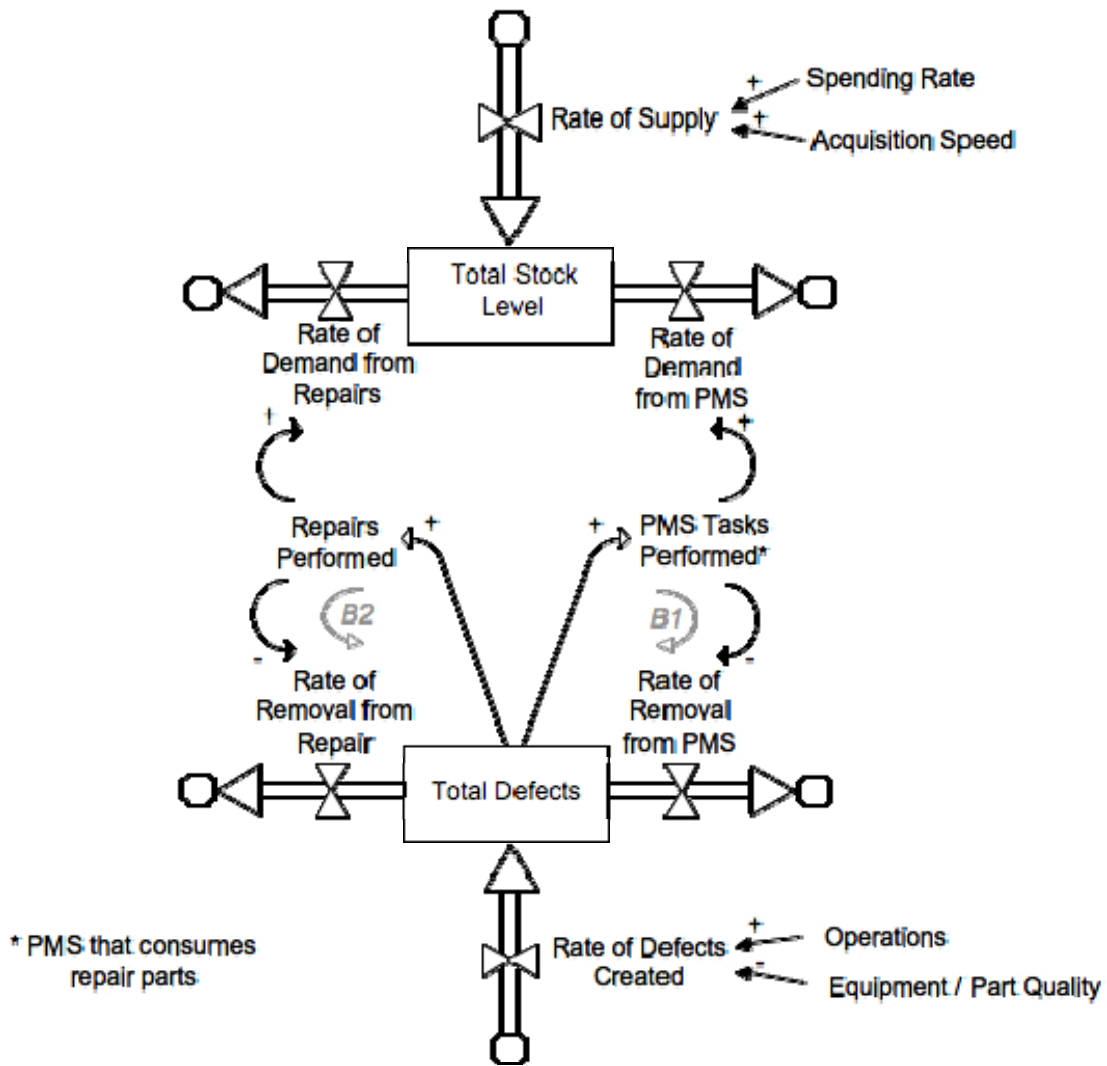 +
Spending Rate
Rate of Supply
+
Acquisition Speed
Total Stock
Level
Rate of
Demand from
Repairs
Rate of
Demand
from PMS
+
+
Repairs
Performed
+
+
PMS Tasks
Performed*
B2
B1
-
-
Rate of
Removal from
Repair
Rate of
Removal
from PMS
Total Defects
* PMS that consumes
repair parts
Rate of Defects
Created
+
Operations
-
Equipment / Part Quality